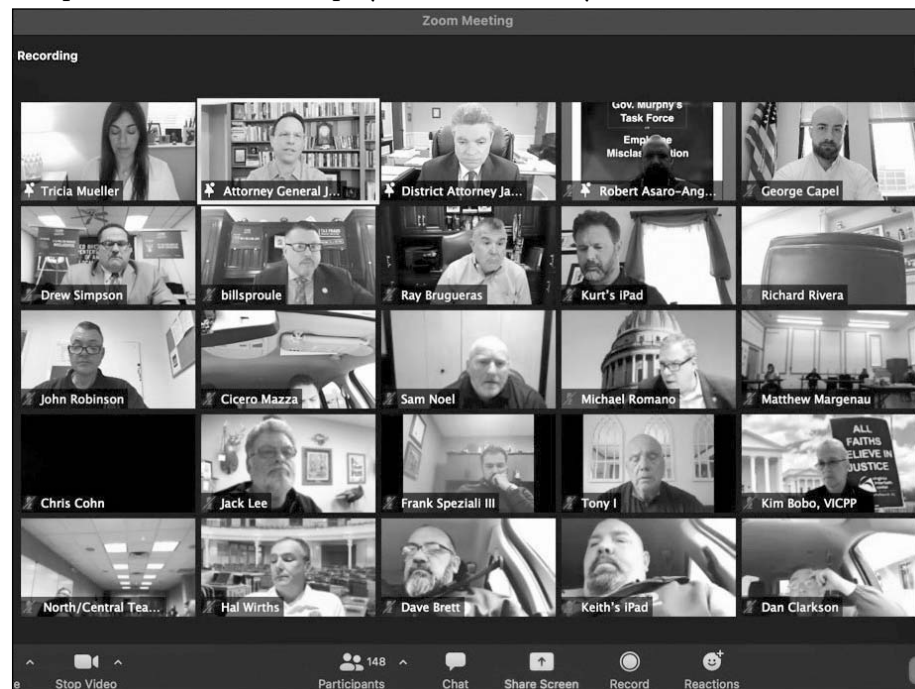 Zoom Meeting
Recording
Tricia Mueller
Attorney General J...
District Attorney Ja...
Gov. Murphy's
Task Force
Robert Asaro-Ang...
George Capel
Drew Simpson
billsproule
Ray Brugueras
Kurt's iPad
Richard Rivera
John Robinson
Cicero Mazza
Sam Noel
Michael Romano
Matthew Margenau
Chris Cohn
Jack Lee
Frank Speziali III
Tony I
ALL
FAITHS
JUSTICE
Kim Bobo, VICPP
North/Central Tea...
Hal Wirths
Dave Brett
Keith's iPad
Dan Clarkson
Stop Video
148
Participants
Chat
Share Screen
Record
Reactions